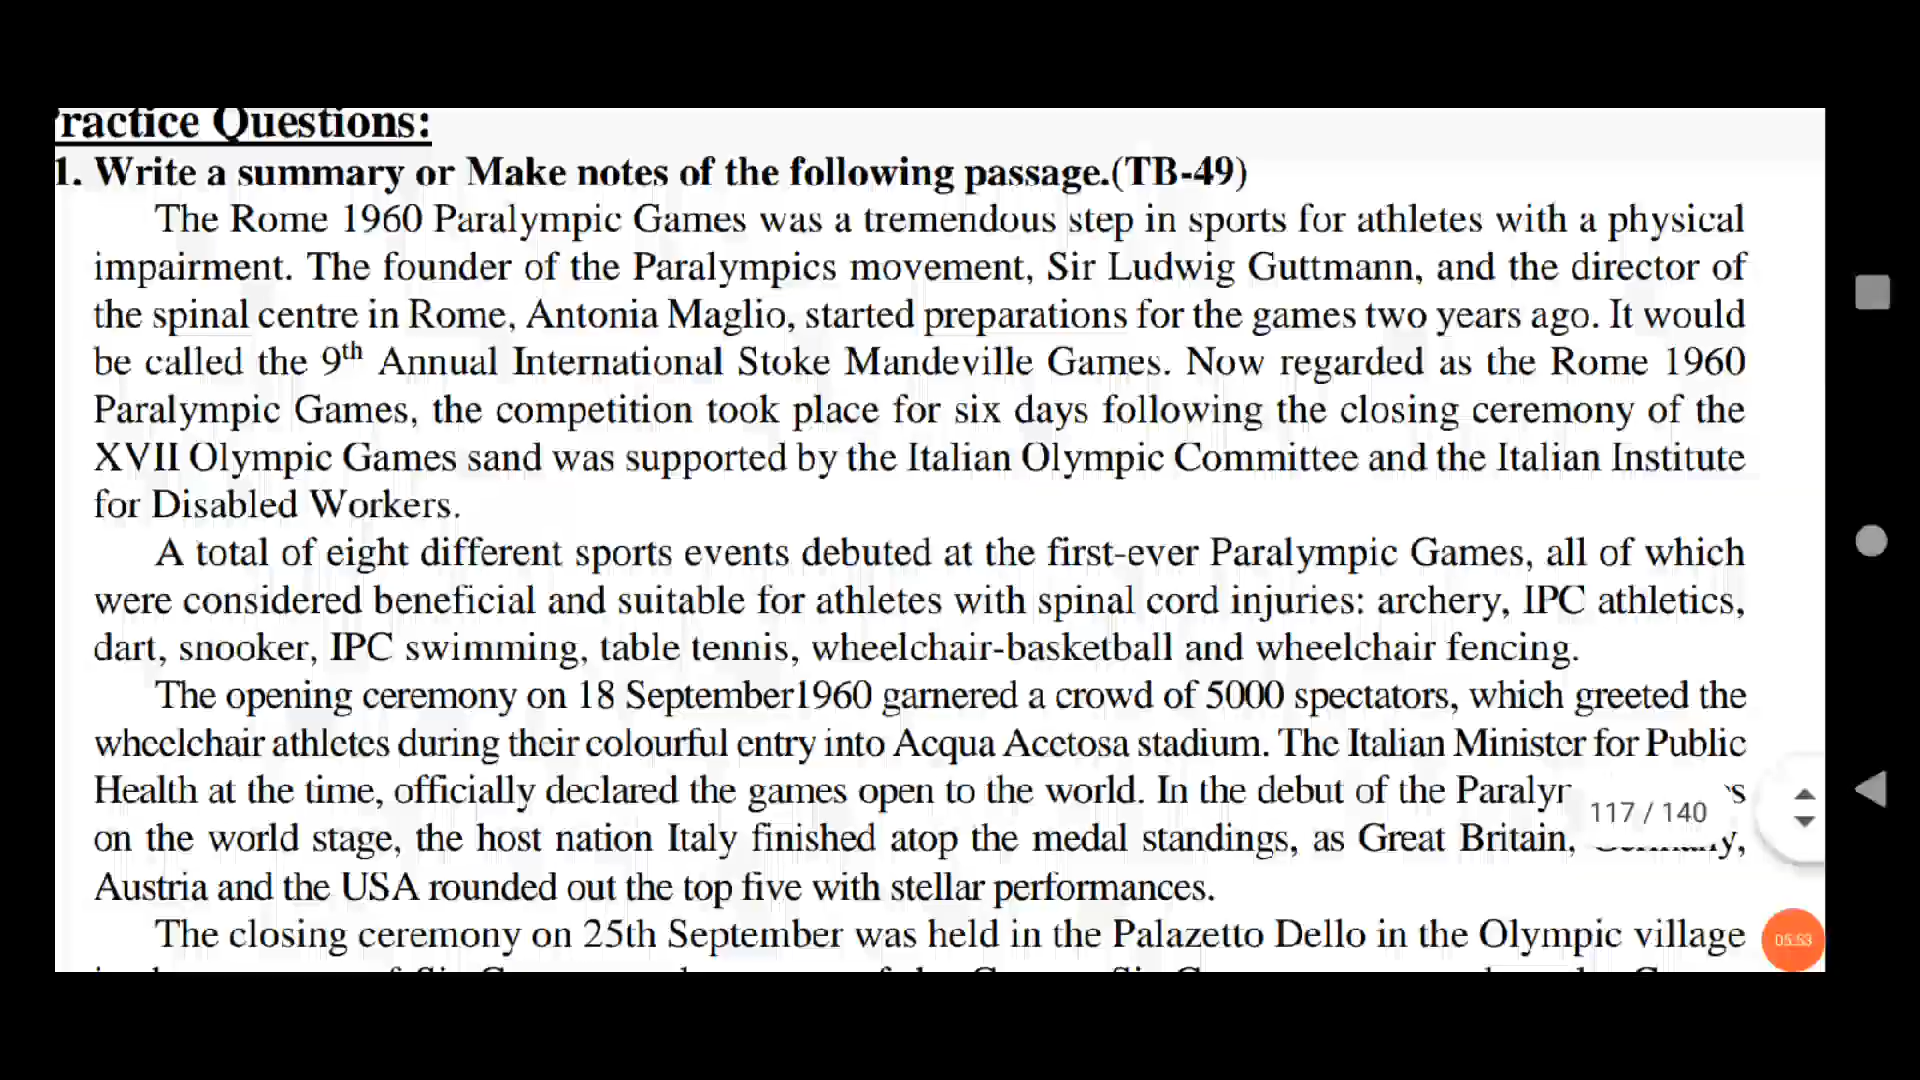 ractice Questions:
1. Write a summary or Make notes of the following passage.(TB-49)
The Rome 1960 Paralympic Games was a tremendous step in sports for athletes with a physical
impairment. The founder of the Paralympics movement, Sir Ludwig Guttmann, and the director of
the spinal centre in Rome, Antonia Maglio, started preparations for the games two years ago. It would
be called the 9th Annual International Stoke Mandeville Games. Now regarded as the Rome 1960
Paralympic Games, the competition took place for six days following the closing ceremony of the
XVII Olympic Games sand was supported by the Italian Olympic Committee and the Italian Institute
for Disabled Workers.
A total of eight different sports events debuted at the first-ever Paralympic Games, all of which
were considered beneficial and suitable for athletes with spinal cord injuries: archery, IPC athletics,
dart, snooker, IPC swimming, table tennis, wheelchair-basketball and wheelchair fencing.
The opening ceremony on 18 September1960 garnered a crowd of 5000 spectators, which greeted the
wheelchair athletes during their colourful entry into Acqua Acetosa stadium. The Italian Minister for Public
Health at the time, officially declared the games open to the world. In the debut of the
on the world stage, the host nation Italy finished atop the medal standings, as Great Britain,
117 / 140
Austria and the USA rounded out the top five with stellar performances.
The closing ceremony on 25th September was held in the Palazetto Dello in the Olympic village
05:53